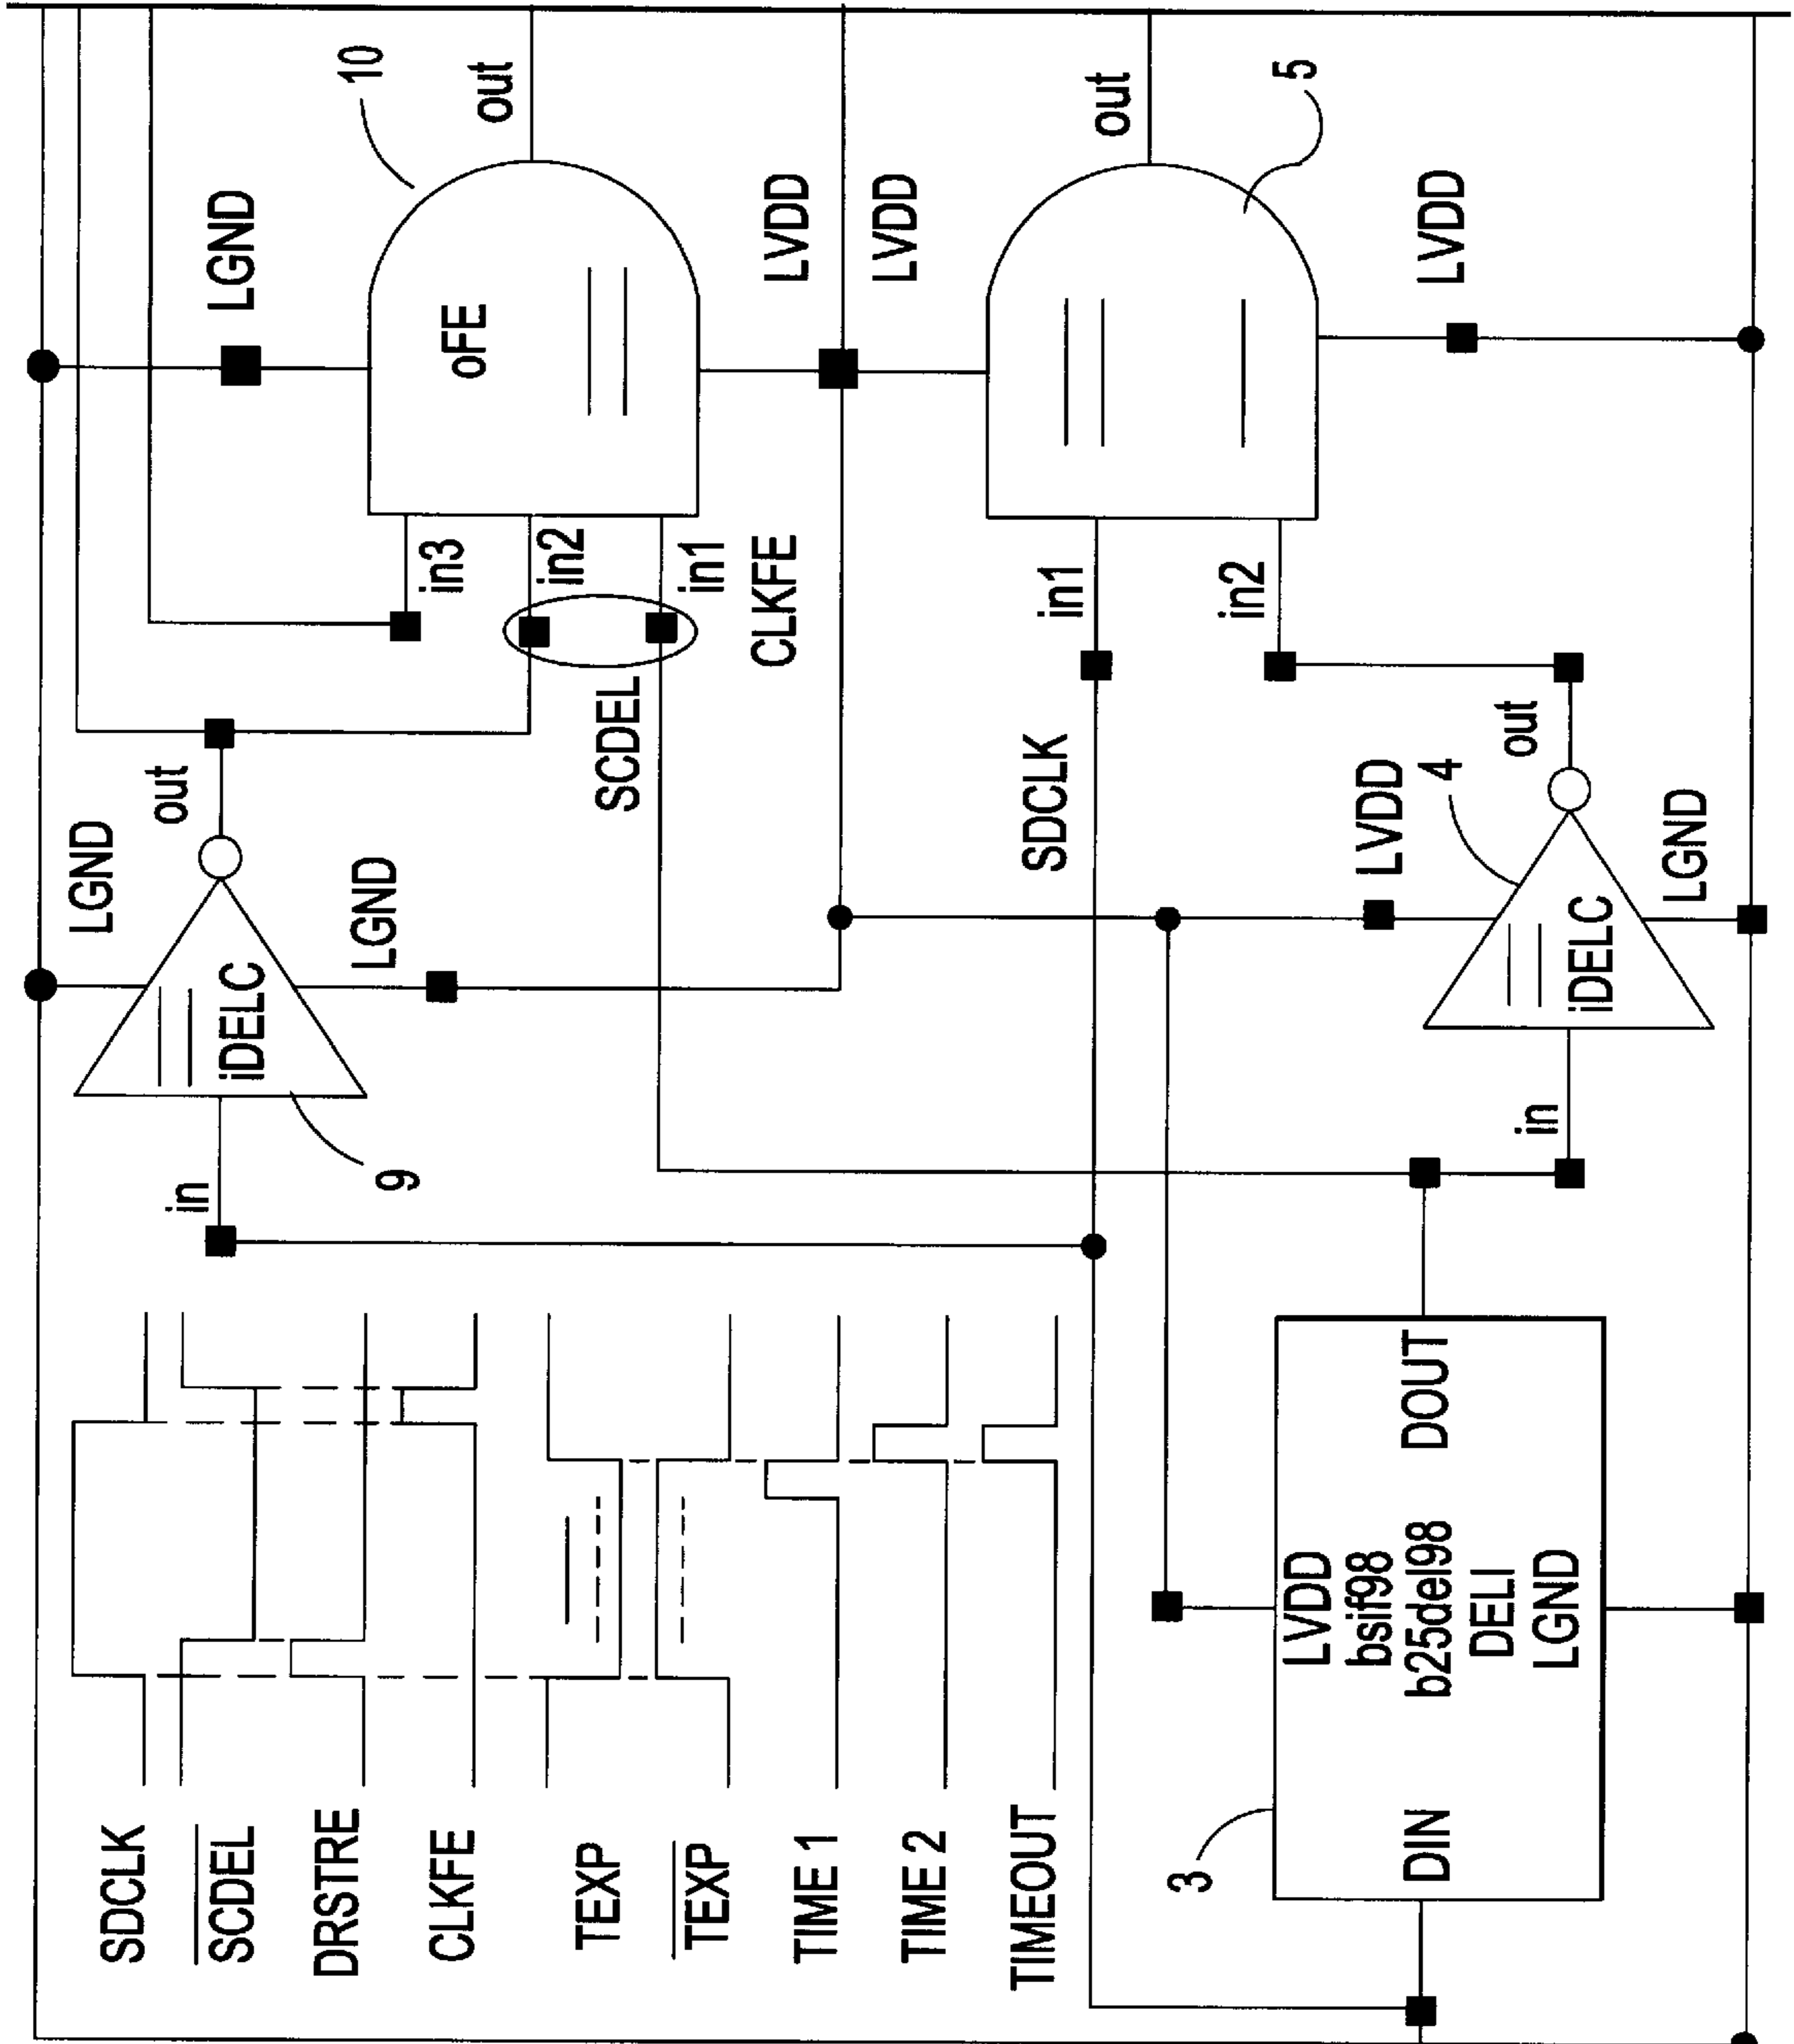 SDCLK
SCDEL
DRSTRE
CLKFE
TEXP
TEXP
TIME 1
TIME 2
TIMEOUT
3
DIN
DOUT
LVDD
bsif98
b25del98
DELI
LGND
in
9
iDELC
LGND
LGND
out
in
4
iDELC
LVDD
LGND
out
SCDEL
SDCLK
CLKFE
in3
in2
in1
in1
in2
oFE
LGND
LVDD
LVDD
LVDD
10
out
5
out